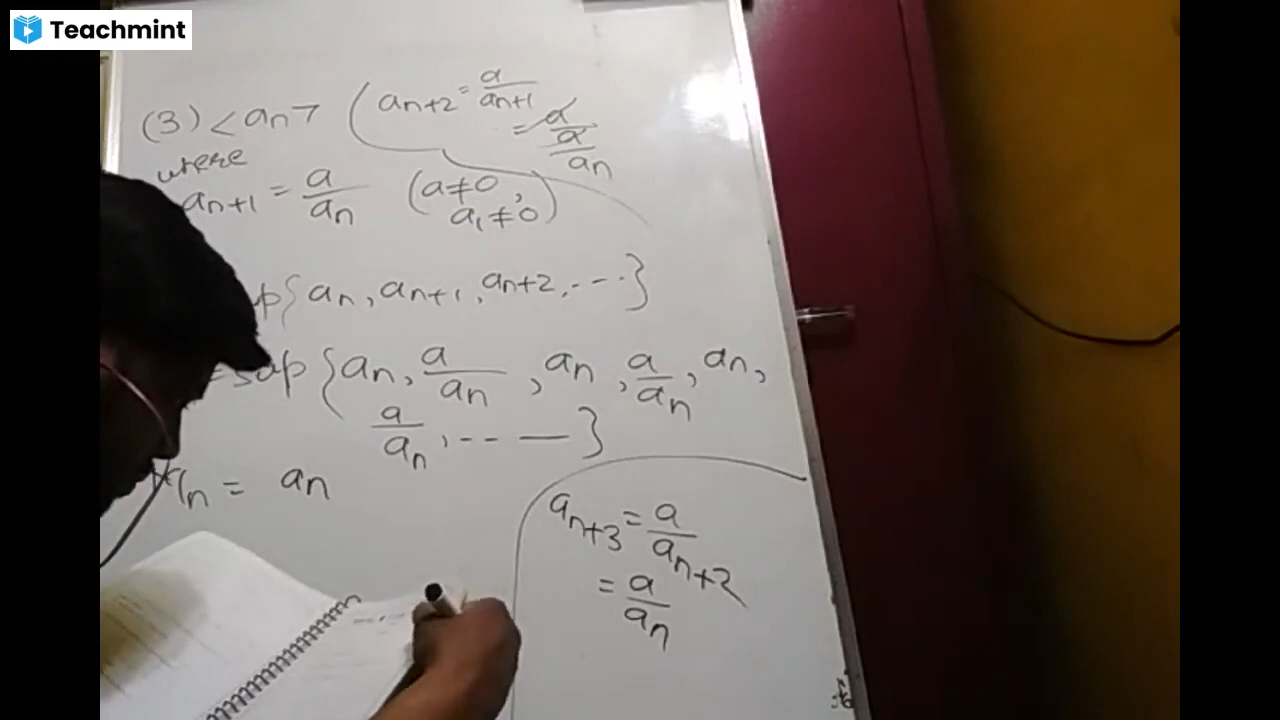 Teachmint
(3) <an> (an+2 = a/an+1
= a/(a/an)
where
an+1 = a/an (a≠0,
a1≠0)
{an, an+1, an+2, ---}
= sup {an, a/an, an, a/an, an,
a/an, -- — }
= an
an+3 = a/an+2
= a/an